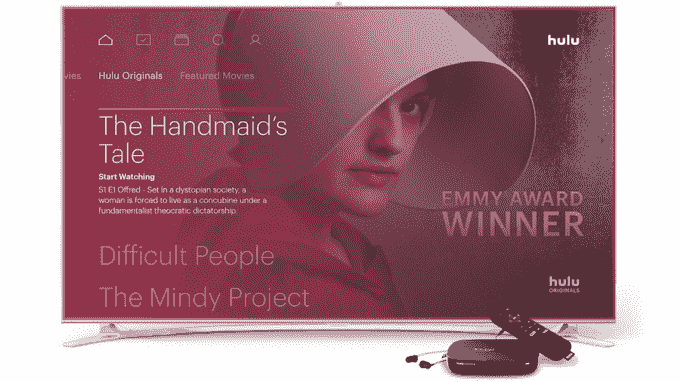 hulu
vies Hulu Originals Featured Movies
The Handmaid's
Tale
Start Watching
S1 E1 Offred - Set in a dystopian society, a
woman is forced to live as a concubine under a
fundamentalist theocratic dictatorship.
EMMY AWARD
WINNER
Difficult People
hulu
ORIGINALS
The Mindy Project